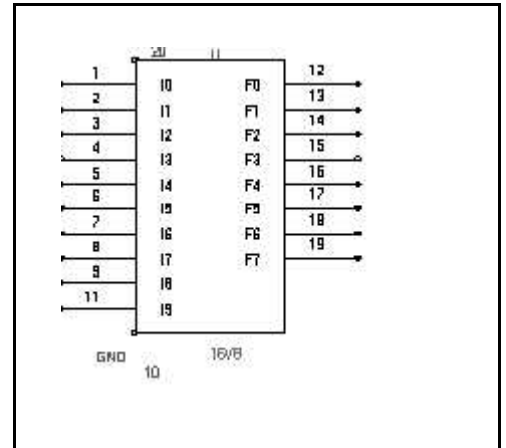 20
1 I0 F0 12
2 I1 F1 13
3 I2 F2 14
4 I3 F3 15
5 I4 F4 16
6 I5 F5 17
7 I6 F6 18
8 I7 F7 19
9 I8
11 I9
GND 16V8
10